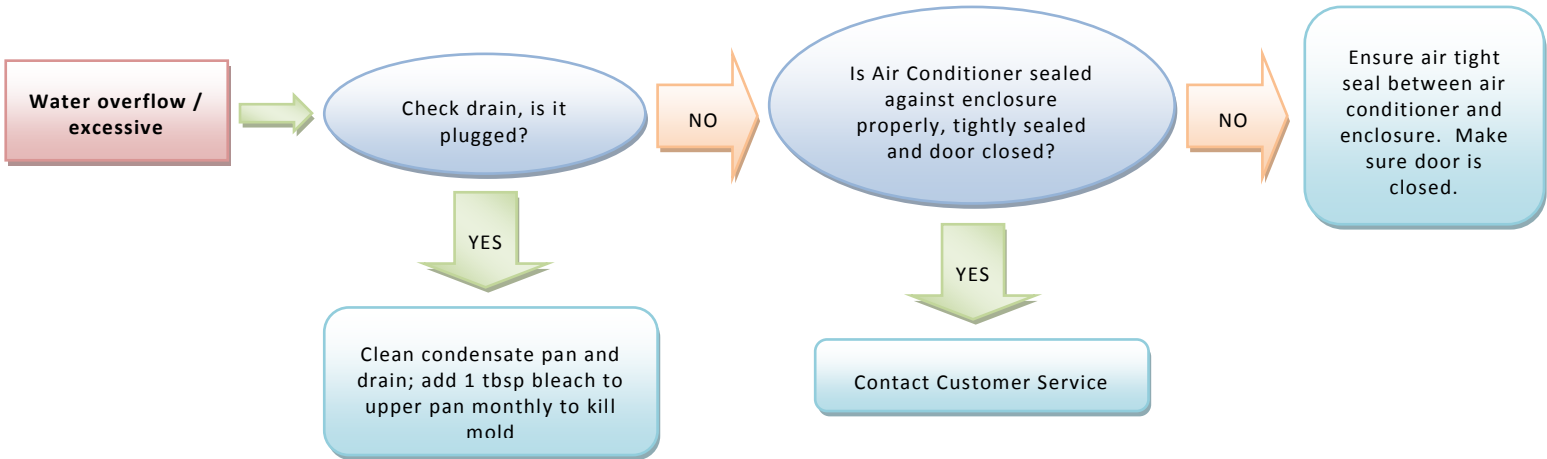 Water overflow /
excessive
Check drain, is it
plugged?
NO
Is Air Conditioner sealed
against enclosure
properly, tightly sealed
and door closed?
NO
Ensure air tight
seal between air
conditioner and
enclosure. Make
sure door is
closed.
YES
YES
Clean condensate pan and
drain; add 1 tbsp bleach to
upper pan monthly to kill
mold
Contact Customer Service